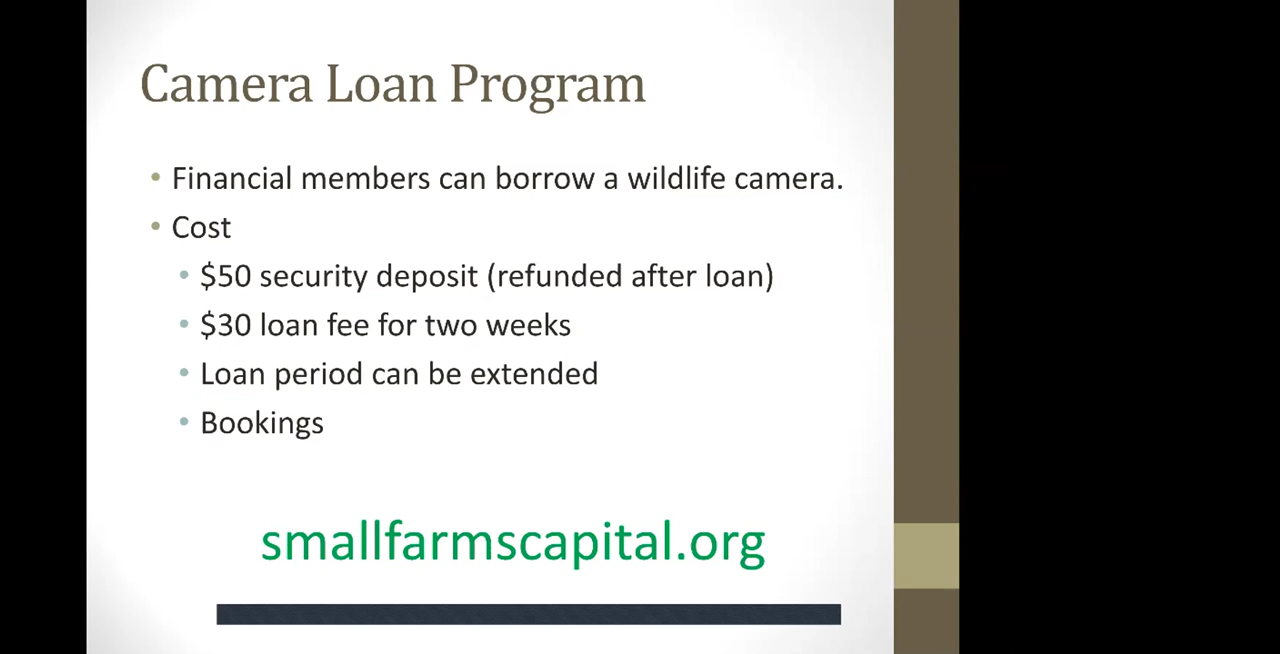 Camera Loan Program
• Financial members can borrow a wildlife camera.
• Cost
• $50 security deposit (refunded after loan)
• $30 loan fee for two weeks
• Loan period can be extended
• Bookings
smallfarmscapital.org